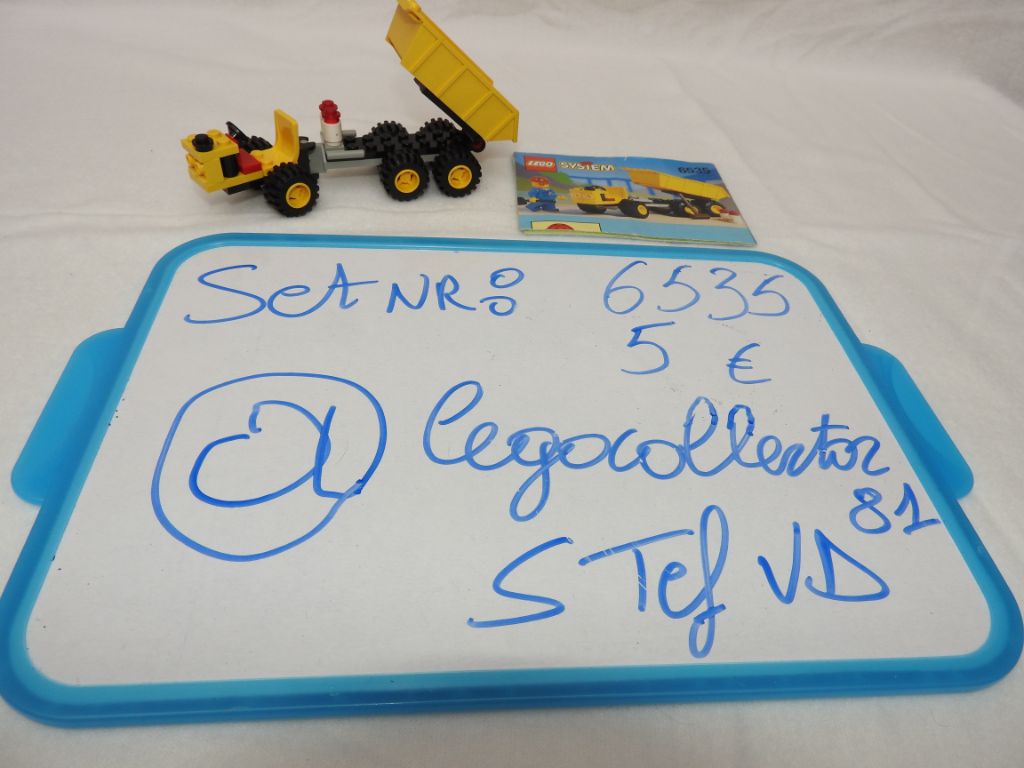 LEGO SYSTEM 6535
Set NR: 6535
5 €
@ legocollector
81
STef VD